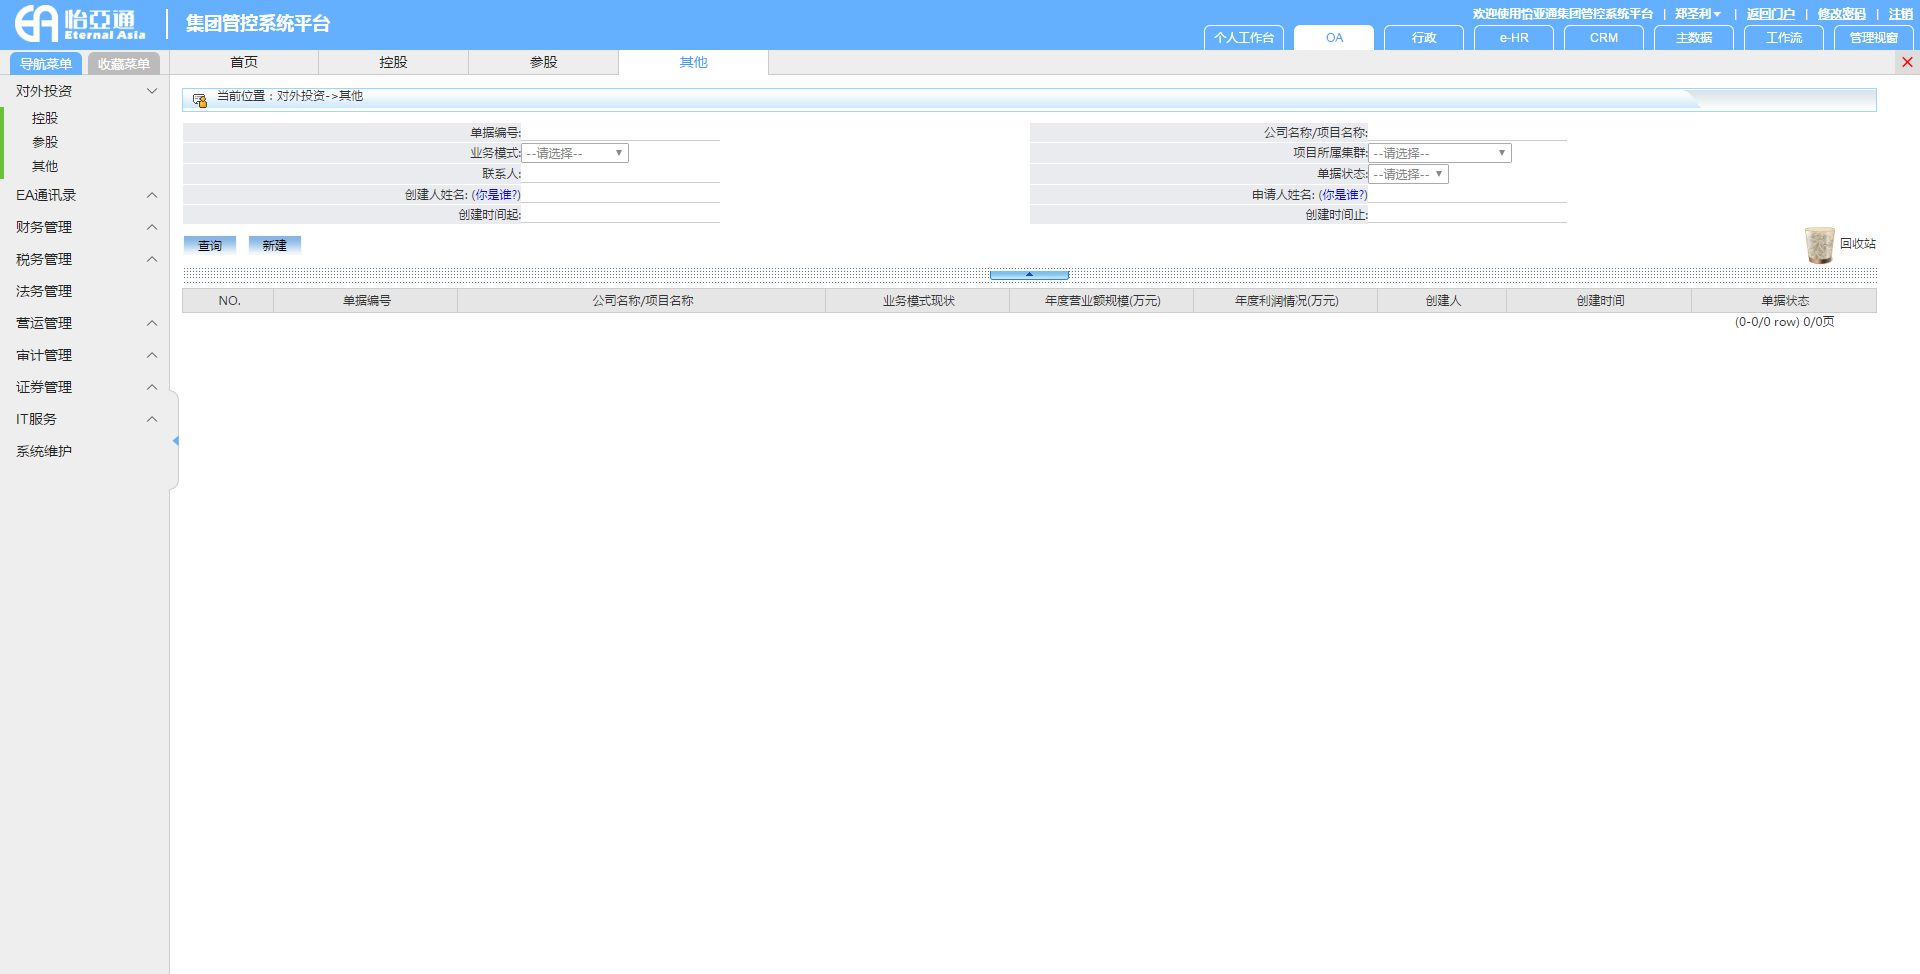 怡亞通 Eternal Asia 集团管控系统平台
欢迎使用怡亚通集团管控系统平台 | 郑圣利 | 返回门户 | 修改密码 | 注销
个人工作台 OA 行政 e-HR CRM 主数据 工作流 管理视窗
导航菜单 收藏菜单
首页 控股 参股 其他
对外投资
控股
参股
其他
EA通讯录
财务管理
税务管理
法务管理
营运管理
审计管理
证券管理
IT服务
系统维护
当前位置：对外投资->其他
单据编号: 公司名称/项目名称:
业务模式: --请选择-- 项目所属集群: --请选择--
联系人: 单据状态: --请选择--
创建人姓名: (你是谁?) 申请人姓名: (你是谁?)
创建时间起: 创建时间止:
查询 新建 回收站
NO. 单据编号 公司名称/项目名称 业务模式现状 年度营业额规模(万元) 年度利润情况(万元) 创建人 创建时间 单据状态
(0-0/0 row) 0/0页